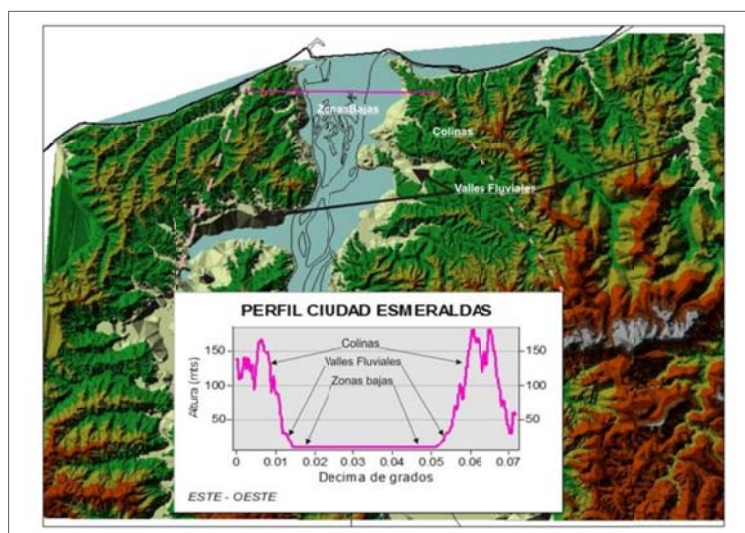 ZonasBajas
Colinas
Valles Fluviales
PERFIL CIUDAD ESMERALDAS
Colinas
Valles Fluviales
Zonas bajas
Altura (mts)
150
100
50
150
100
50
0 0.01 0.02 0.03 0.04 0.05 0.06 0.07
Decima de grados
ESTE - OESTE